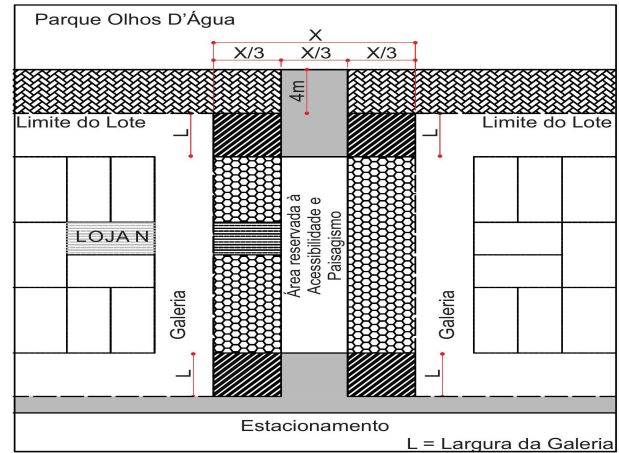 Parque Olhos D'Água
X
X/3
X/3
X/3
4m
Limite do Lote
Limite do Lote
L
L
LOJA N
Área reservada à
Acessibilidade e
Paisagismo
Galeria
Galeria
L
L
Estacionamento
L = Largura da Galeria